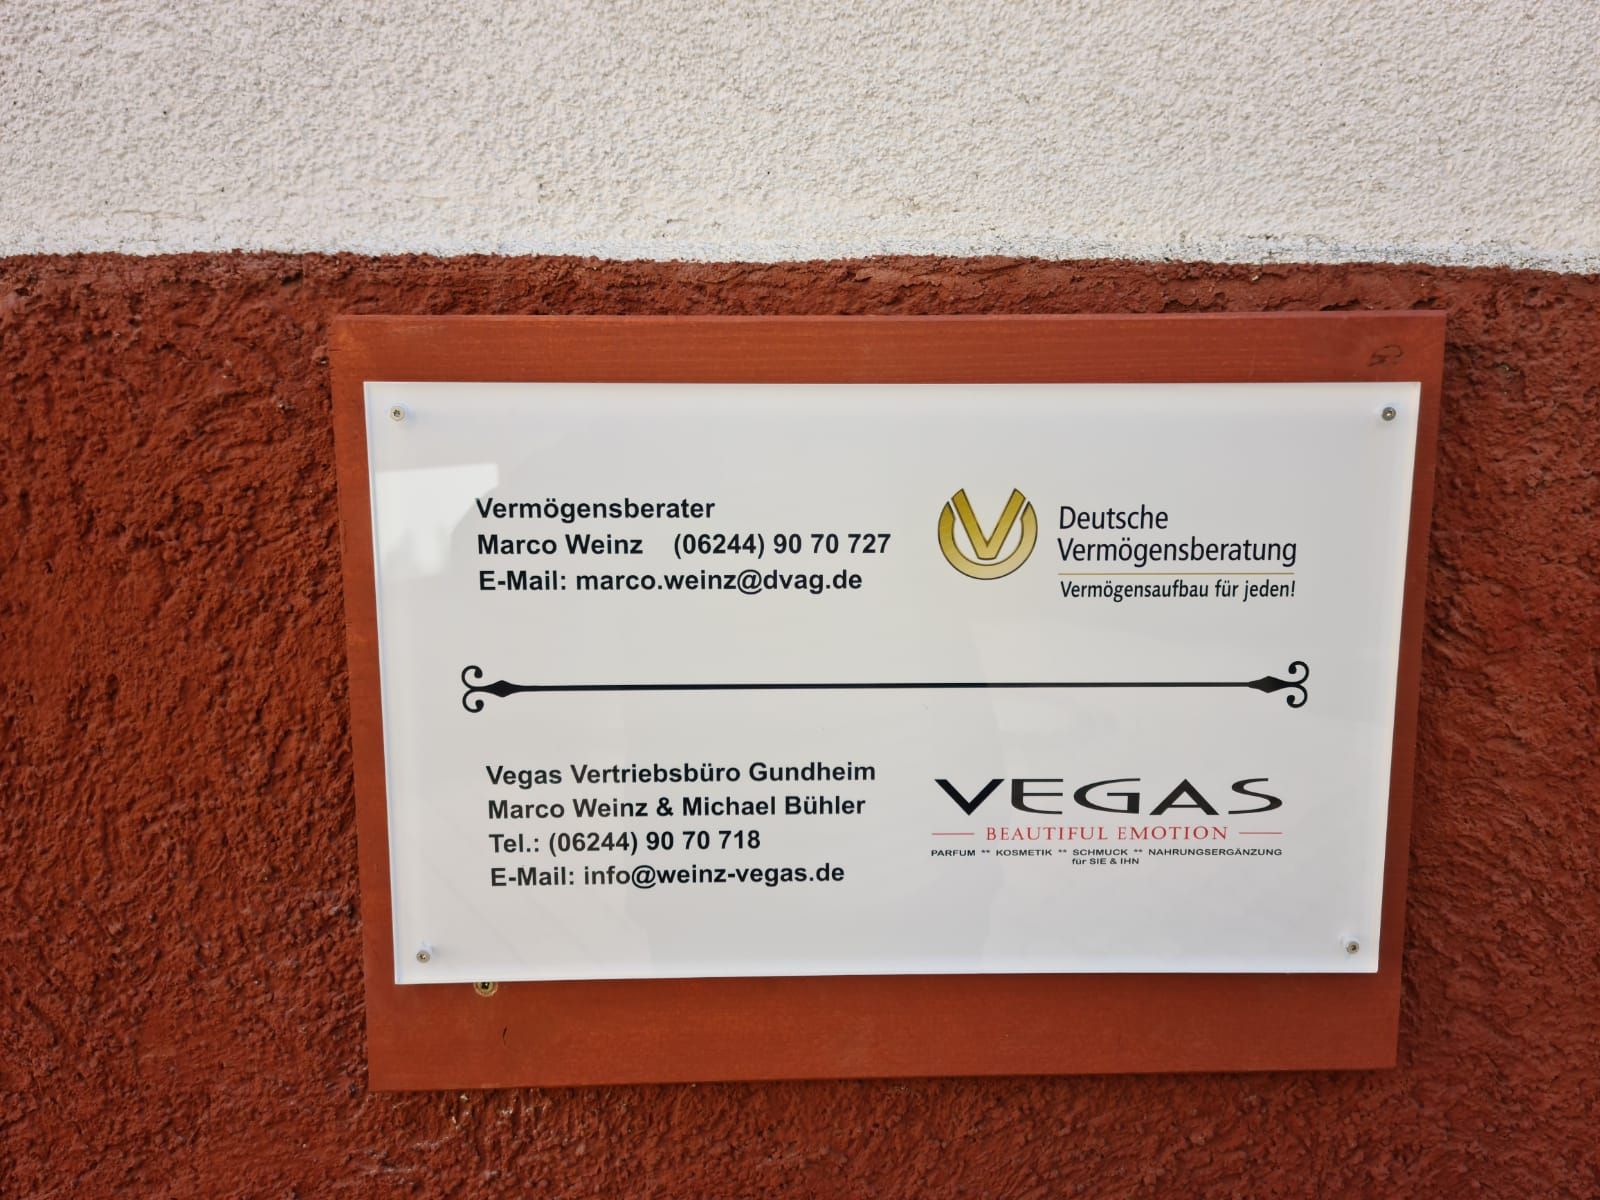 Vermögensberater
Marco Weinz (06244) 90 70 727
E-Mail: marco.weinz@dvag.de
Deutsche
Vermögensberatung
Vermögensaufbau für jeden!
Vegas Vertriebsbüro Gundheim
Marco Weinz & Michael Bühler
Tel.: (06244) 90 70 718
E-Mail: info@weinz-vegas.de
VEGAS
BEAUTIFUL EMOTION
PARFUM ** KOSMETIK ** SCHMUCK ** NAHRUNGSERGÄNZUNG
für SIE & IHN